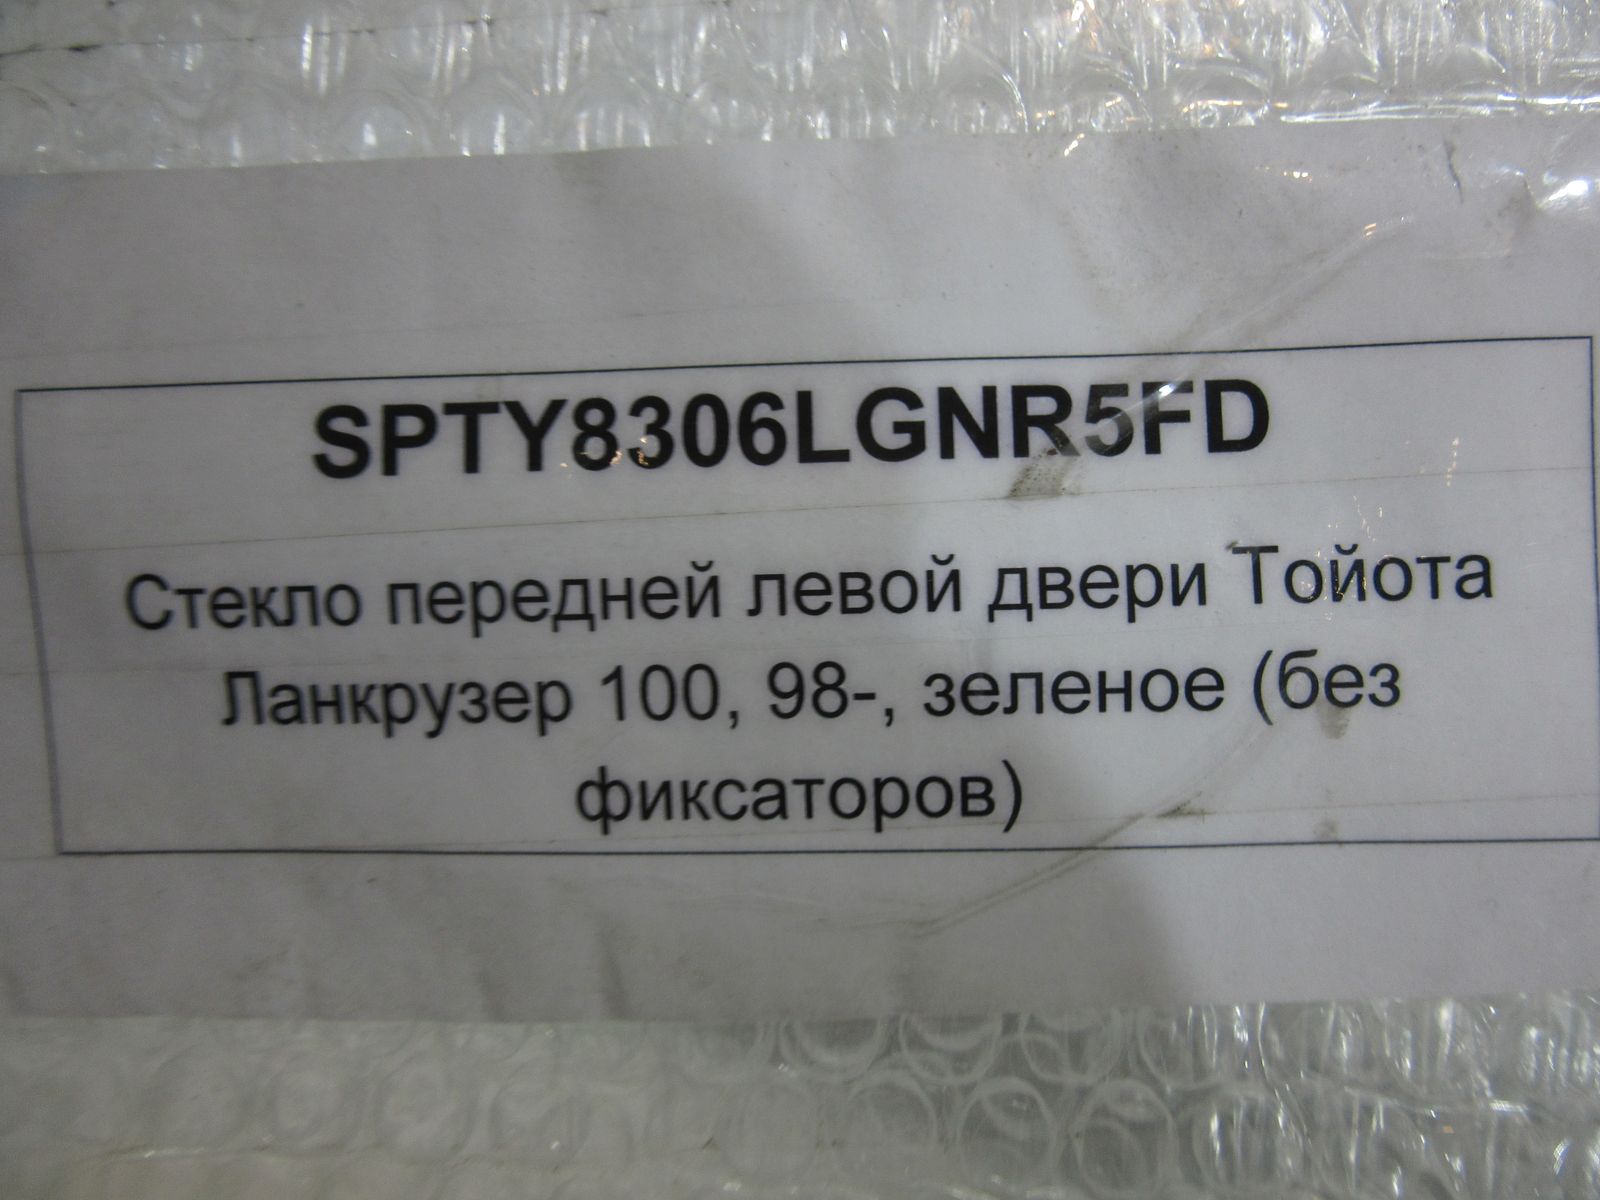 SPTY8306LGNR5FD
Стекло передней левой двери Тойота
Ланкрузер 100, 98-, зеленое (без
фиксаторов)